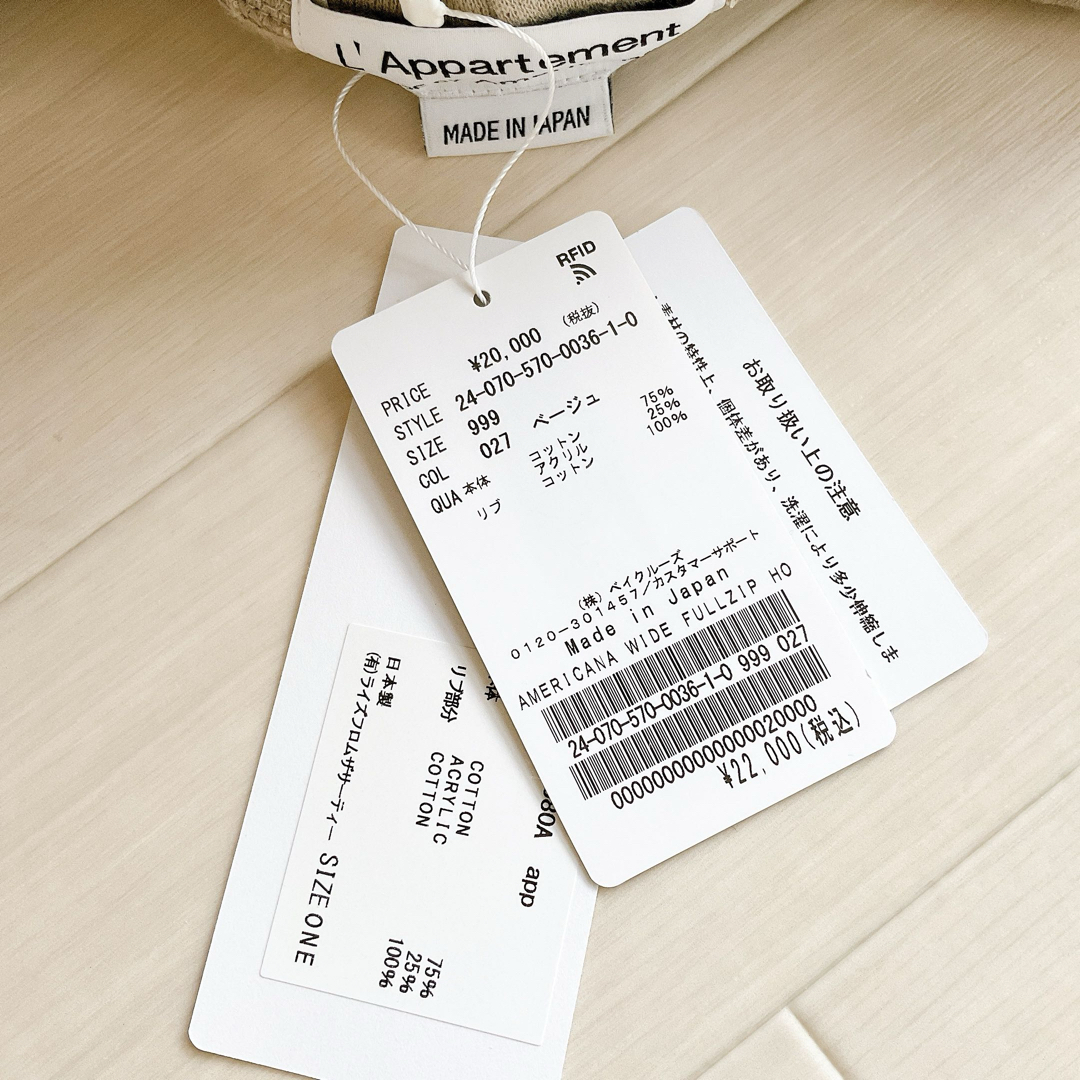 L' Appartement
MADE IN JAPAN
RFID
PRICE ¥20,000 (税抜)
STYLE 24-070-570-0036-1-0
SIZE 999
COL 027 ベージュ
QUA 本体 コットン 75%
アクリル 25%
リブ コットン 100%
(株) ベイクルーズ
0120-301457/カスタマーサポート
Made in Japan
AMERICANA WIDE FULLZIP HO
24-070-570-0036-1-0 999 027
0000000000000020000
¥22,000(税込)
お取り扱い上の注意
の特性上、個体差があり、洗濯により多少伸縮しま
80A app
COTTON 75%
ACRYLIC 25%
リブ部分 COTTON 100%
日本製
(有)ライズフロムザサーティー SIZE ONE